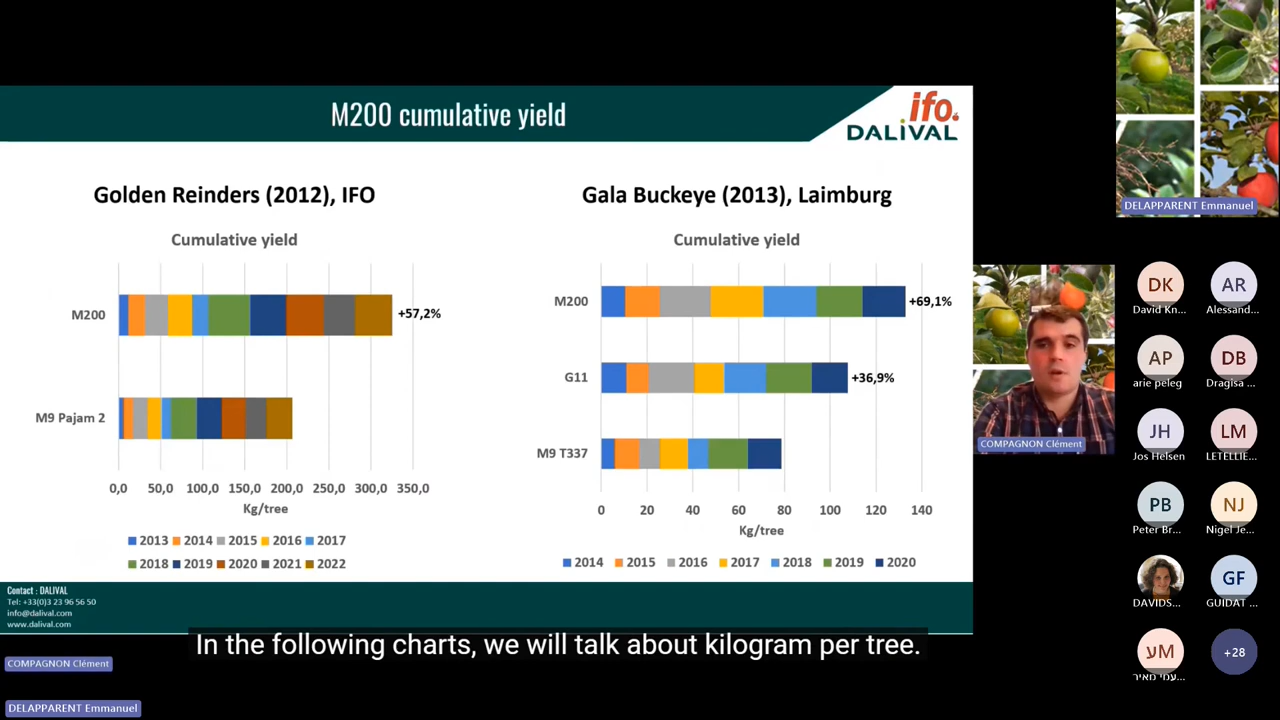 M200 cumulative yield
ifo.
DALIVAL
Golden Reinders (2012), IFO
Cumulative yield
M200
+57,2%
M9 Pajam 2
0,0 50,0 100,0 150,0 200,0 250,0 300,0 350,0
Kg/tree
2013 2014 2015 2016 2017
2018 2019 2020 2021 2022
Gala Buckeye (2013), Laimburg
Cumulative yield
M200
+69,1%
G11
+36,9%
M9 T337
0 20 40 60 80 100 120 140
Kg/tree
2014 2015 2016 2017 2018 2019 2020
Contact : DALIVAL
Tel: +33(0)3 23 96 56 50
info@dalival.com
www.dalival.com
In the following charts, we will talk about kilogram per tree.
COMPAGNON Clément
DELAPPARENT Emmanuel
DELAPPARENT Emmanuel
COMPAGNON Clément
DK AR
David Kn... Alessand...
AP DB
arie peleg Dragisa ...
JH LM
Jos Helsen LETELLIE...
PB NJ
Peter Br... Nigel Je...
GF
DAVIDS... GUIDAT ...
עM +28
עמי מאיר...